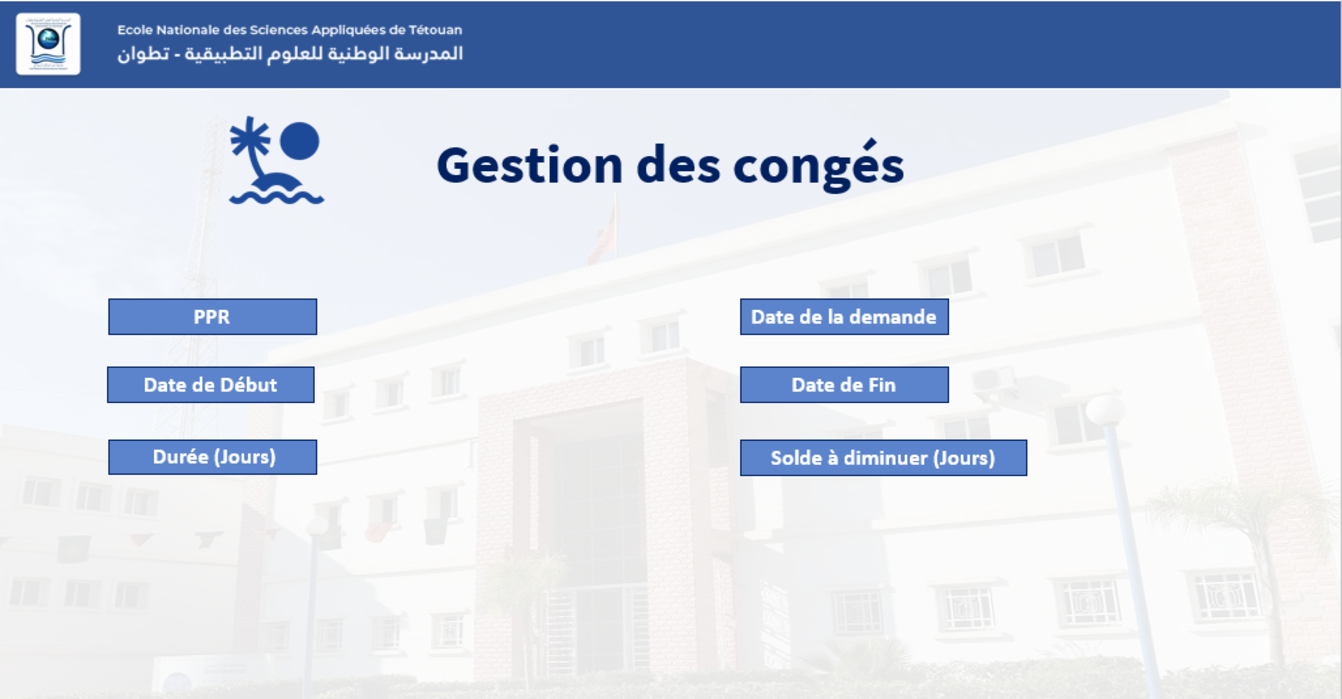 Ecole Nationale des Sciences Appliquées de Tétouan
المدرسة الوطنية للعلوم التطبيقية - تطوان
Gestion des congés
PPR
Date de la demande
Date de Début
Date de Fin
Durée (Jours)
Solde à diminuer (Jours)